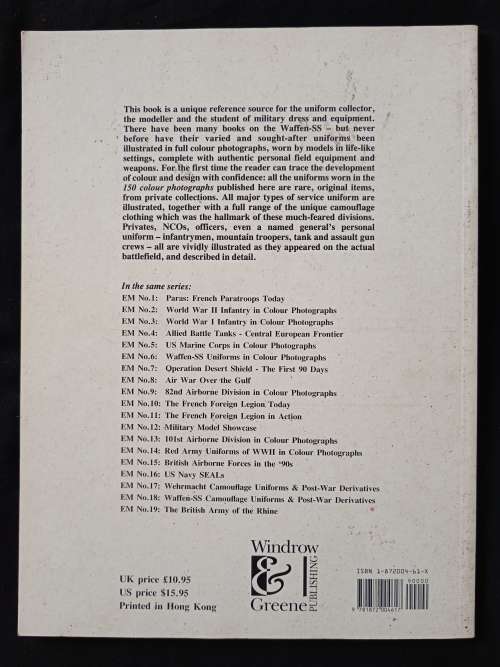 This book is a unique reference source for the uniform collector,
the modeller and the student of military dress and equipment.
There have been many books on the Waffen-SS – but never
before have their varied and sought-after uniforms been
illustrated in full colour photographs, worn by models in life-like
settings, complete with authentic personal field equipment and
weapons. For the first time the reader can trace the development
of colour and design with confidence: all the uniforms worn in the
150 colour photographs published here are rare, original items,
from private collections. All major types of service uniform are
illustrated, together with a full range of the unique camouflage
clothing which was the hallmark of these much-feared divisions.
Privates, NCOs, officers, even a named general's personal
uniform – infantrymen, mountain troopers, tank and assault gun
crews – all are vividly illustrated as they appeared on the actual
battlefield, and described in detail.
In the same series:
EM No.1: Paras: French Paratroops Today
EM No.2: World War II Infantry in Colour Photographs
EM No.3: World War I Infantry in Colour Photographs
EM No.4: Allied Battle Tanks - Central European Frontier
EM No.5: US Marine Corps in Colour Photographs
EM No.6: Waffen-SS Uniforms in Colour Photographs
EM No.7: Operation Desert Shield - The First 90 Days
EM No.8: Air War Over the Gulf
EM No.9: 82nd Airborne Division in Colour Photographs
EM No.10: The French Foreign Legion Today
EM No.11: The French Foreign Legion in Action
EM No.12: Military Model Showcase
EM No.13: 101st Airborne Division in Colour Photographs
EM No.14: Red Army Uniforms of WWII in Colour Photographs
EM No.15: British Airborne Forces in the '90s
EM No.16: US Navy SEALs
EM No.17: Wehrmacht Camouflage Uniforms & Post-War Derivatives
EM No.18: Waffen-SS Camouflage Uniforms & Post-War Derivatives
EM No.19: The British Army of the Rhine
UK price £10.95
US price $15.95
Printed in Hong Kong
Windrow
&
Greene
PUBLISHING
ISBN 1-872004-61-X
90000
9 781872 004617